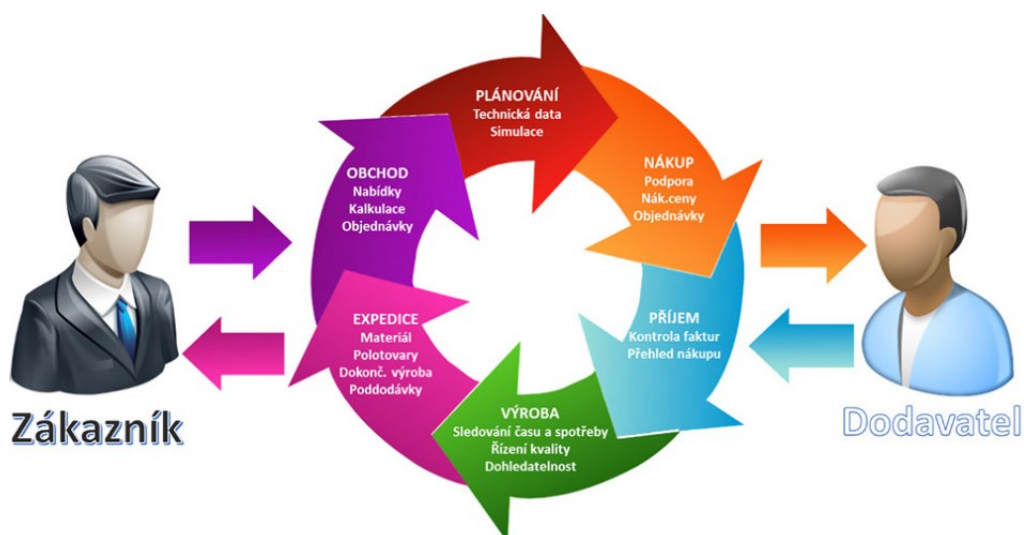 PLÁNOVÁNÍ
Technická data
Simulace
NÁKUP
Podpora
Nák.ceny
Objednávky
PŘÍJEM
Kontrola faktur
Přehled nákupu
VÝROBA
Sledování času a spotřeby
Řízení kvality
Dohledatelnost
EXPEDICE
Materiál
Polotovary
Dokonč. výroba
Poddodávky
OBCHOD
Nabídky
Kalkulace
Objednávky
Zákazník
Dodavatel